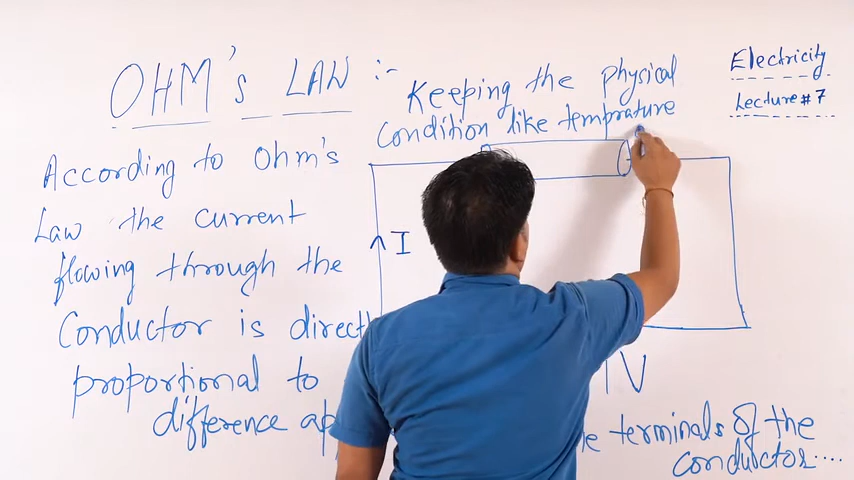 OHM's LAW :-
Keeping the physical
condition like temprature
Electricity
Lecture #7
According to Ohm's
Law the current
flowing through the
Conductor is direct
proportional to
difference ap
terminals of the
conductor....
I
V